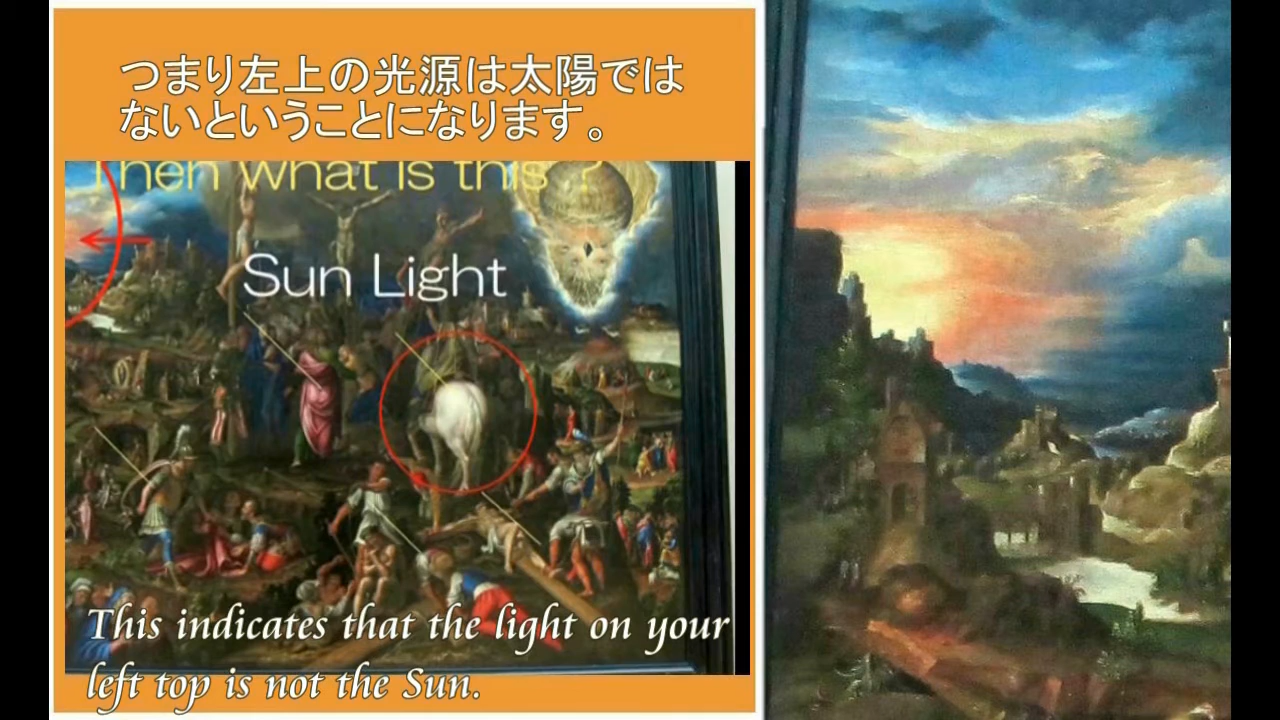 つまり左上の光源は太陽では
ないということになります。
Then what is this ?
Sun Light
This indicates that the light on your
left top is not the Sun.